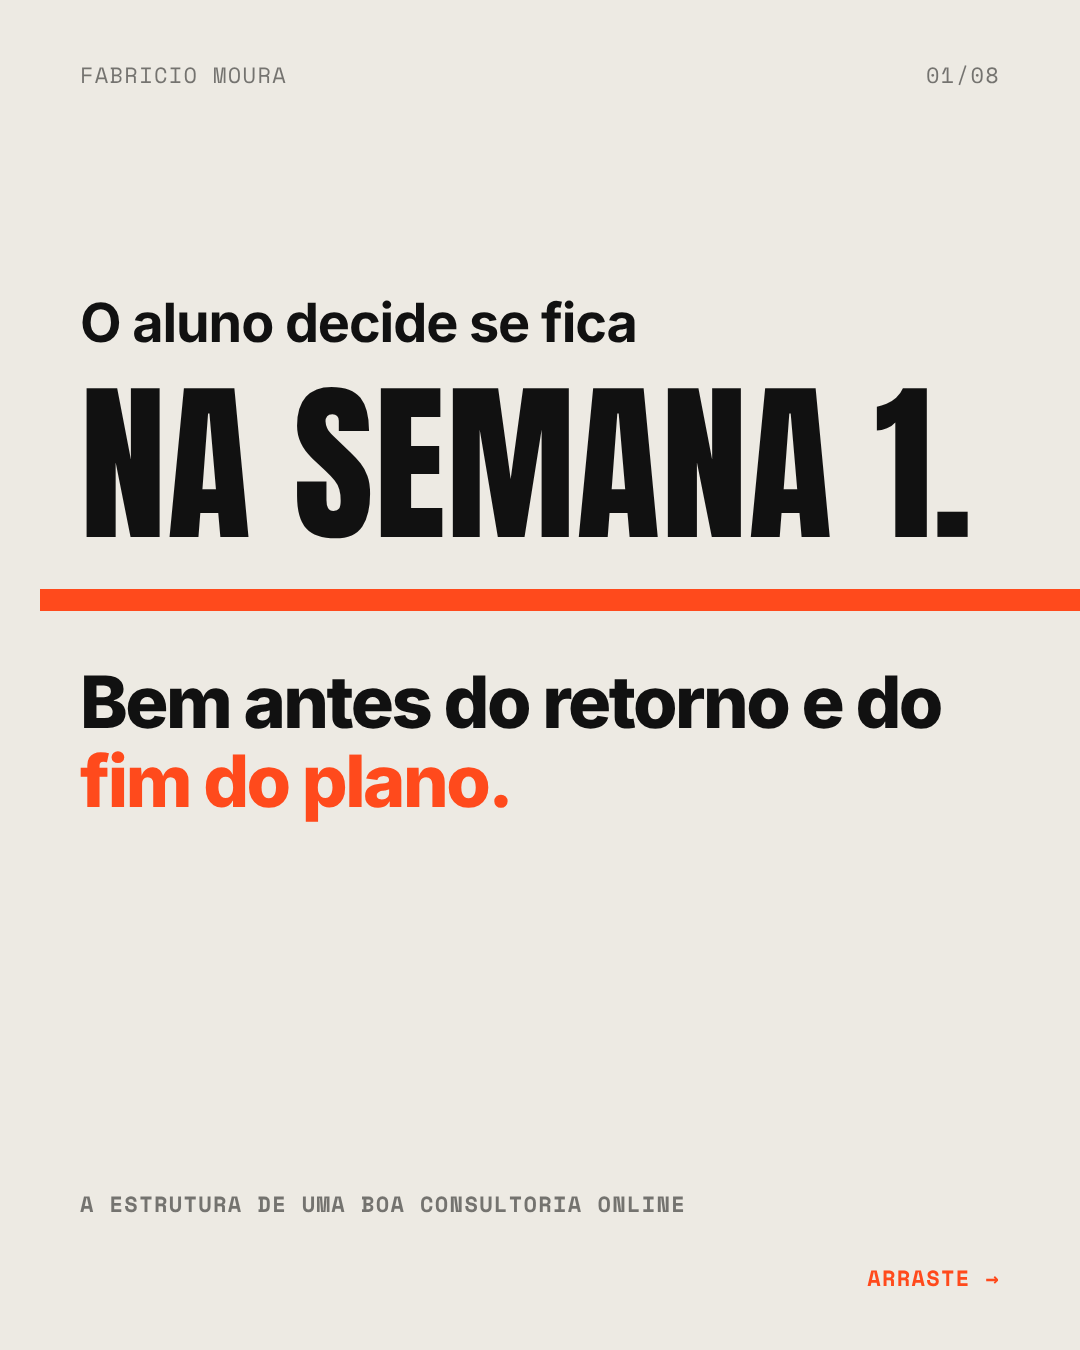 FABRICIO MOURA
01/08
O aluno decide se fica
NA SEMANA 1.
Bem antes do retorno e do
fim do plano.
A ESTRUTURA DE UMA BOA CONSULTORIA ONLINE
ARRASTE →